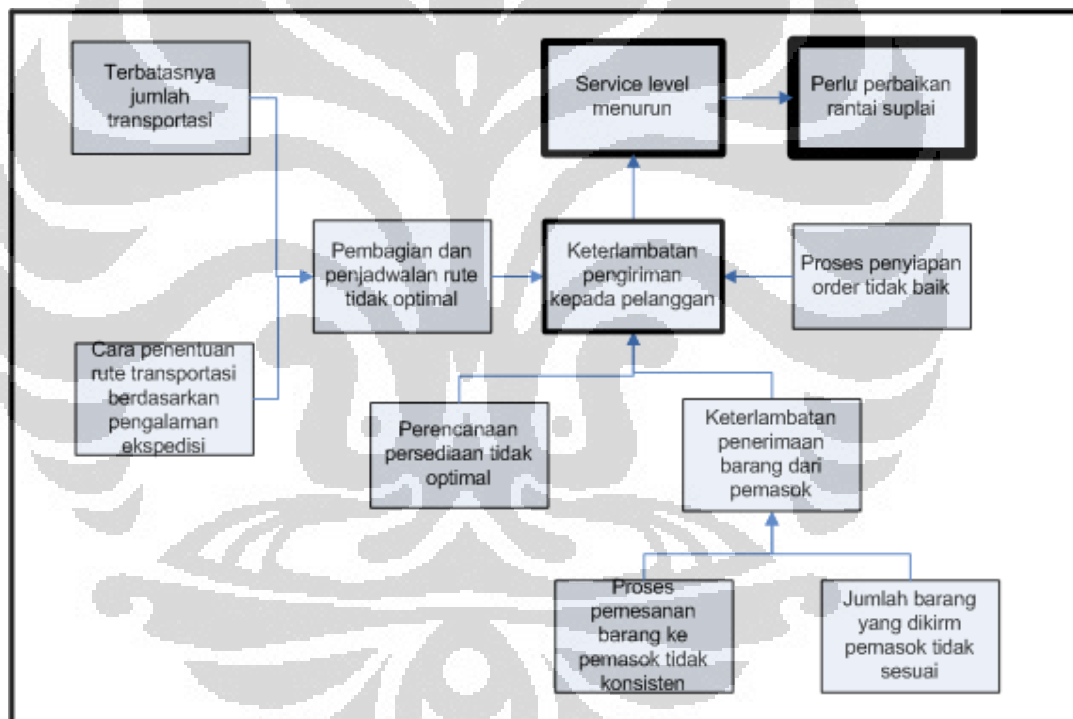 Terbatasnya
jumlah
transportasi
Service level
menurun
Perlu perbaikan
rantai suplai
Pembagian dan
penjadwalan rute
tidak optimal
Keterlambatan
pengiriman
kepada pelanggan
Proses penyiapan
order tidak baik
Cara penentuan
rute transportasi
berdasarkan
pengalaman
ekspedisi
Perencanaan
persediaan tidak
optimal
Keterlambatan
penerimaan
barang dari
pemasok
Proses
pemesanan
barang ke
pemasok tidak
konsisten
Jumlah barang
yang dikirm
pemasok tidak
sesuai